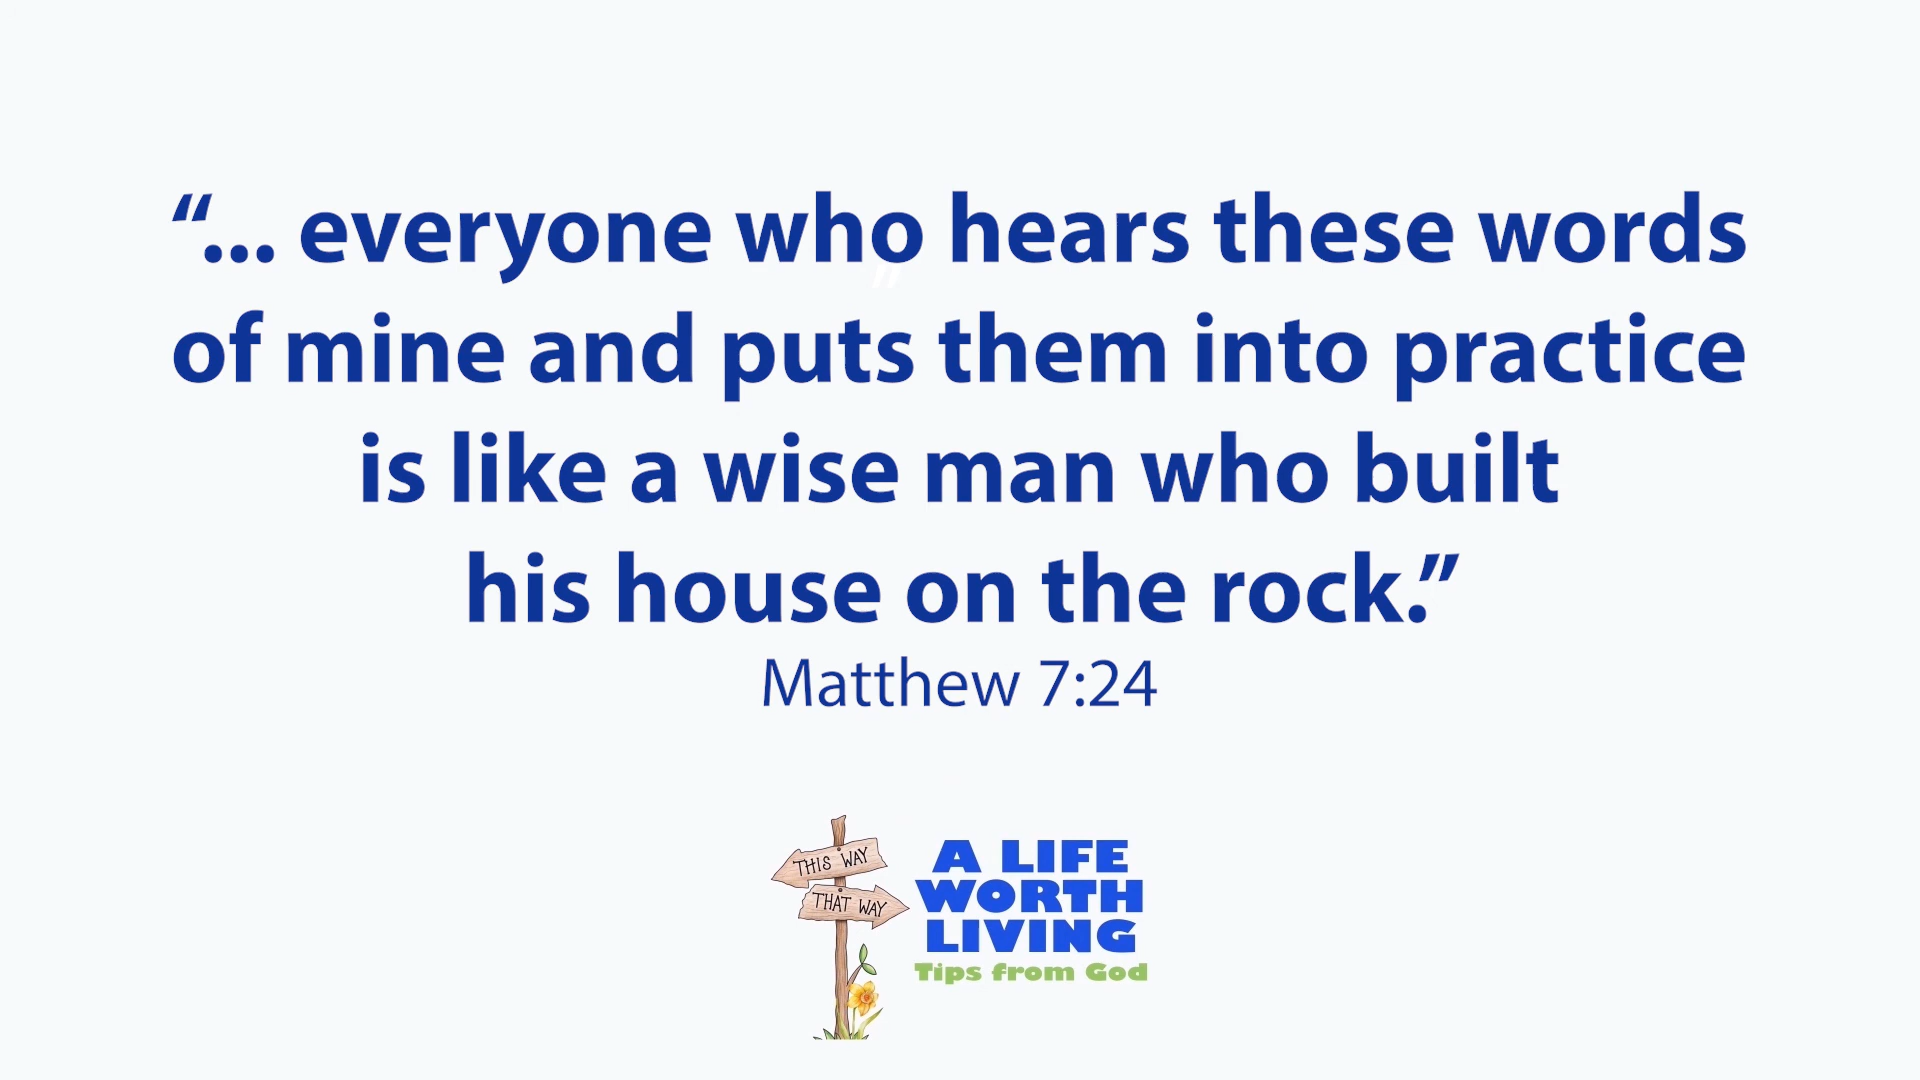 “... everyone who hears these words
of mine and puts them into practice
is like a wise man who built
his house on the rock.”
Matthew 7:24
THIS WAY
THAT WAY
A LIFE
WORTH
LIVING
Tips from God